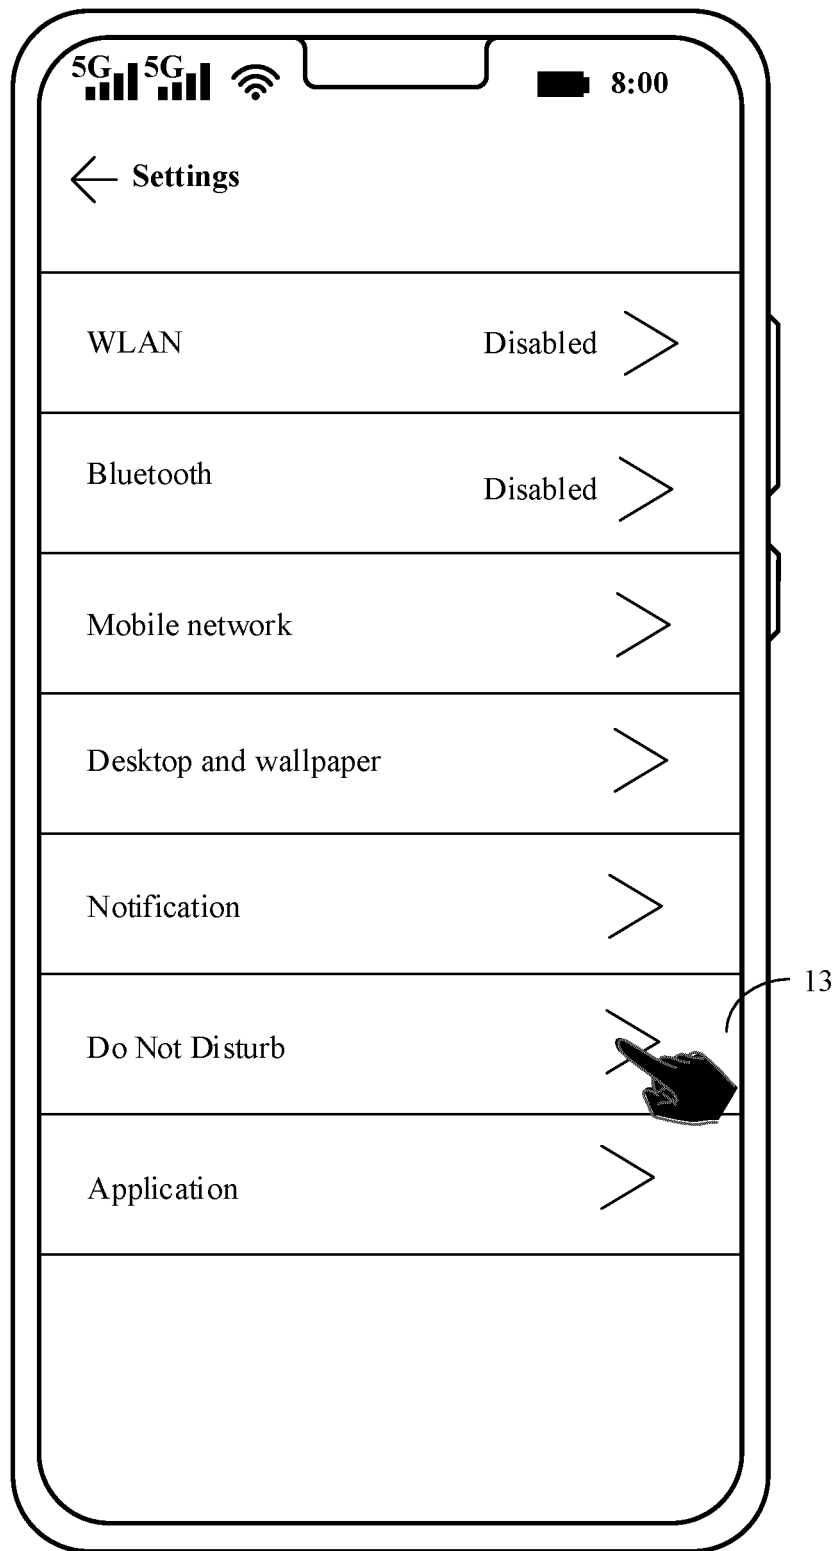 5G 5G 8:00
Settings
WLAN Disabled
Bluetooth Disabled
Mobile network
Desktop and wallpaper
Notification
13
Do Not Disturb
Application